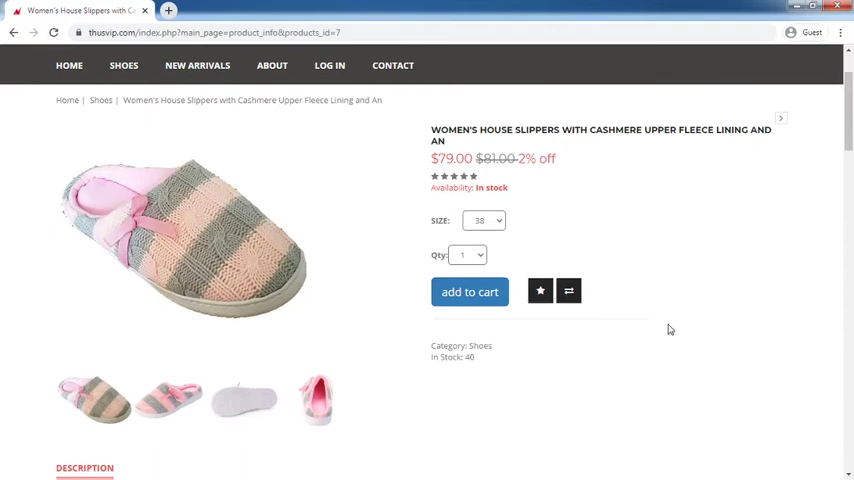 Women's House Slippers with Ca
thusvip.com/index.php?main_page=product_info&products_id=7
Guest
HOME SHOES NEW ARRIVALS ABOUT LOG IN CONTACT
Home | Shoes | Women's House Slippers with Cashmere Upper Fleece Lining and An
WOMEN'S HOUSE SLIPPERS WITH CASHMERE UPPER FLEECE LINING AND
AN
$79.00 $81.00 2% off
Availability: In stock
SIZE: 38
Qty: 1
add to cart
Category: Shoes
In Stock: 40
DESCRIPTION